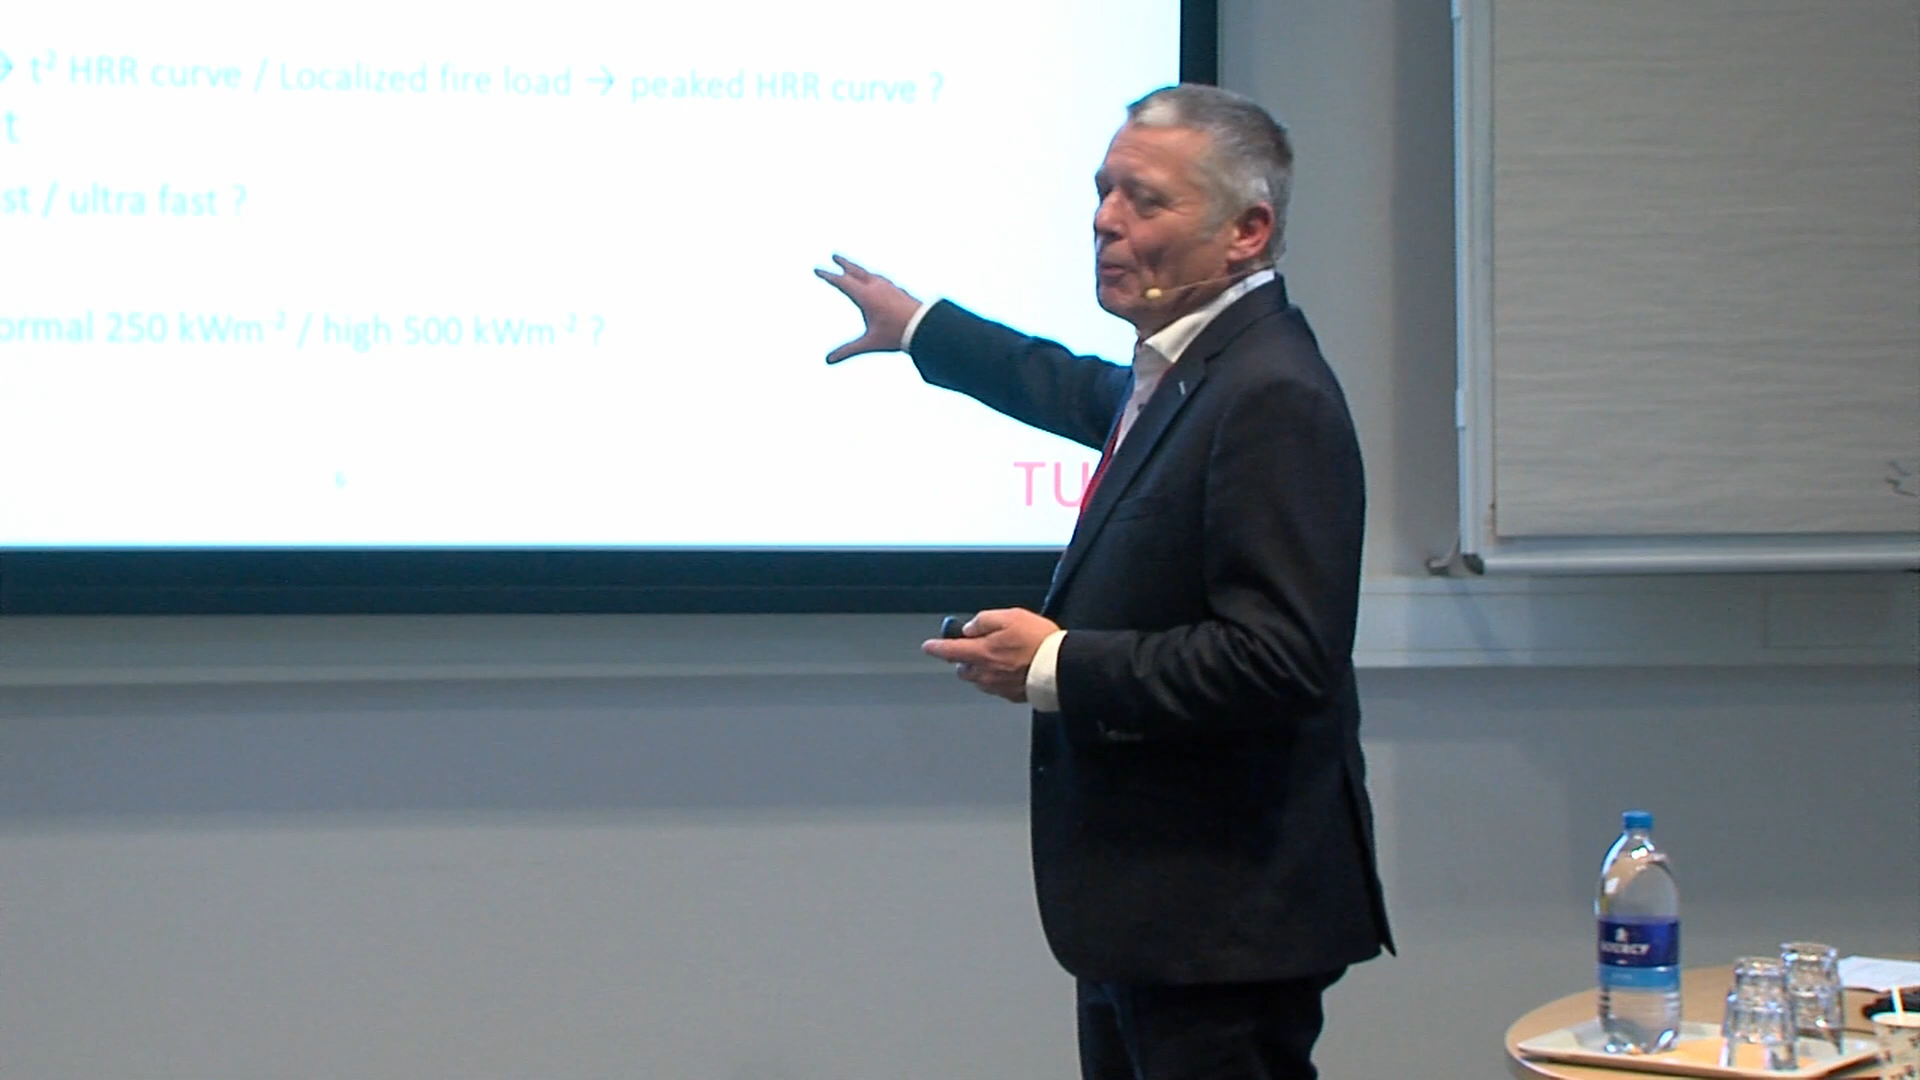 → t² HRR curve / Localized fire load → peaked HRR curve ?
t
st / ultra fast ?
ormal 250 kWm⁻² / high 500 kWm⁻² ?
TU